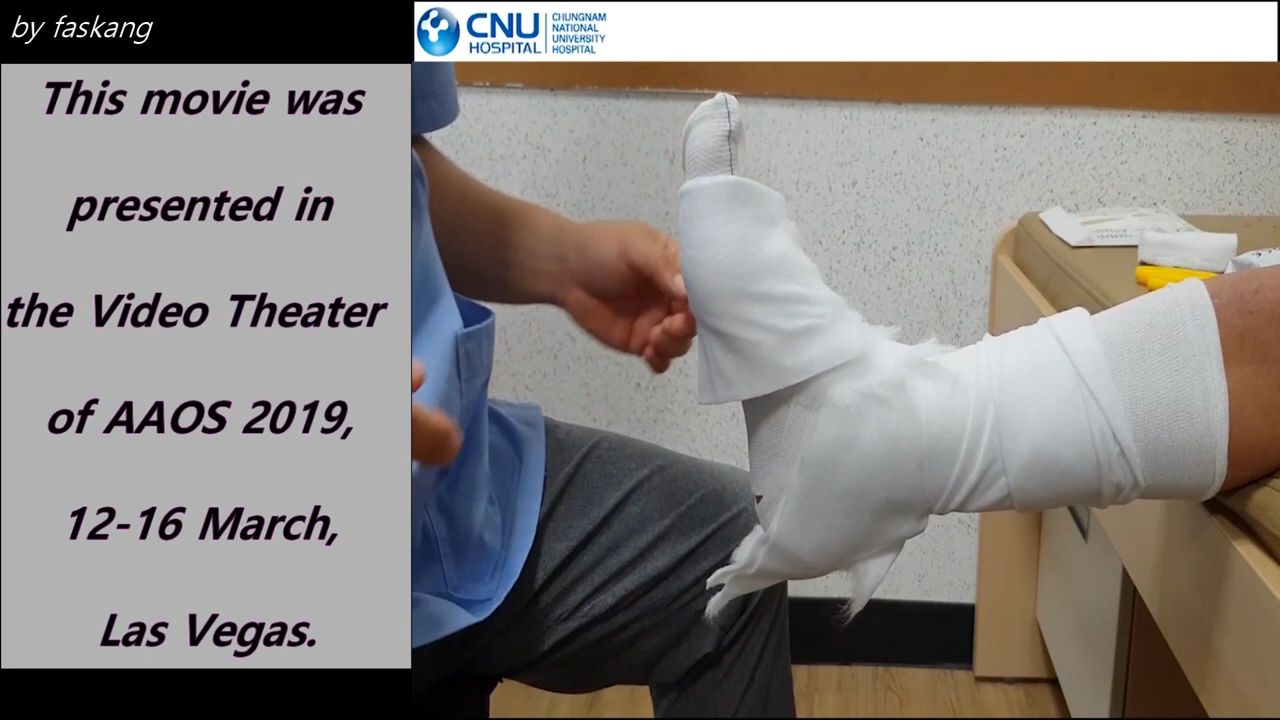 by faskang
This movie was
presented in
the Video Theater
of AAOS 2019,
12-16 March,
Las Vegas.
CNU
HOSPITAL
CHUNGNAM
NATIONAL
UNIVERSITY
HOSPITAL